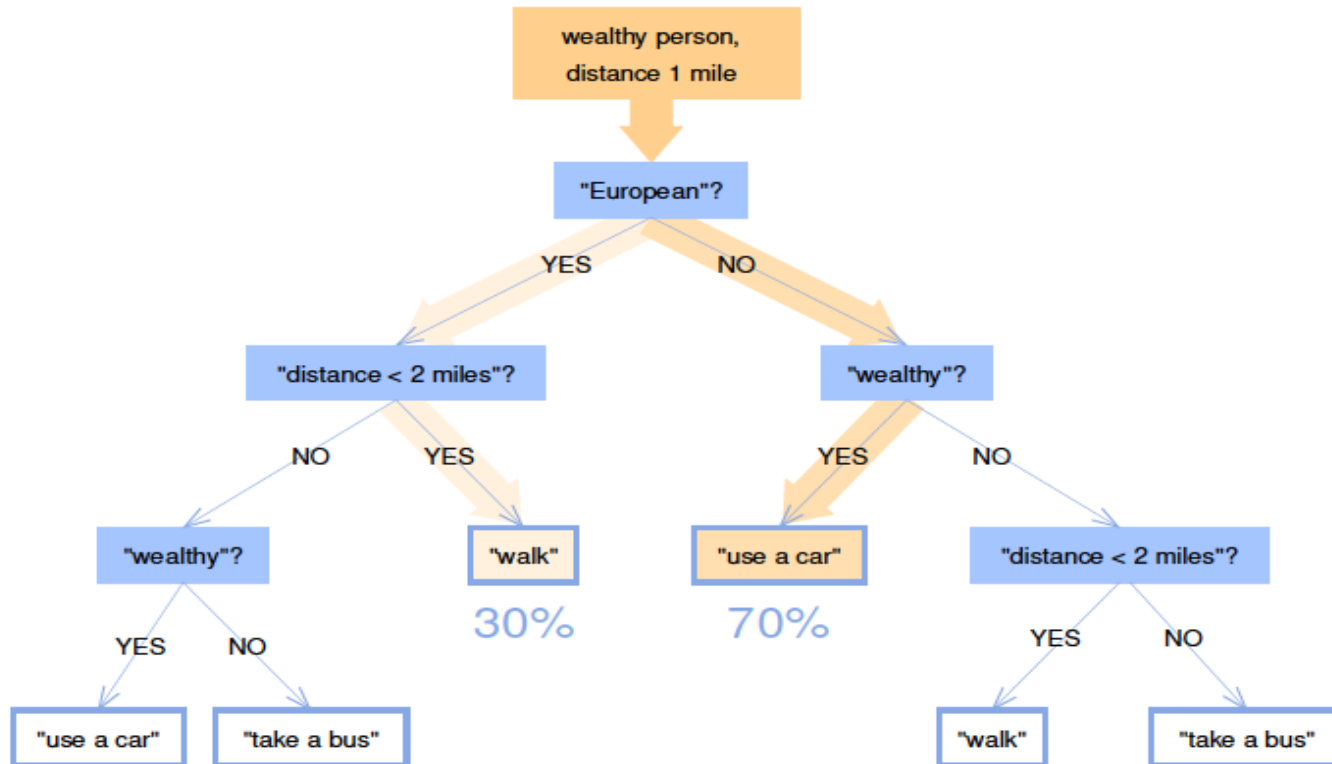 wealthy person,
distance 1 mile
"European"?
YES
NO
"distance < 2 miles"?
"wealthy"?
NO
YES
YES
NO
"wealthy"?
"walk"
"use a car"
"distance < 2 miles"?
30%
70%
YES
NO
YES
NO
"use a car"
"take a bus"
"walk"
"take a bus"